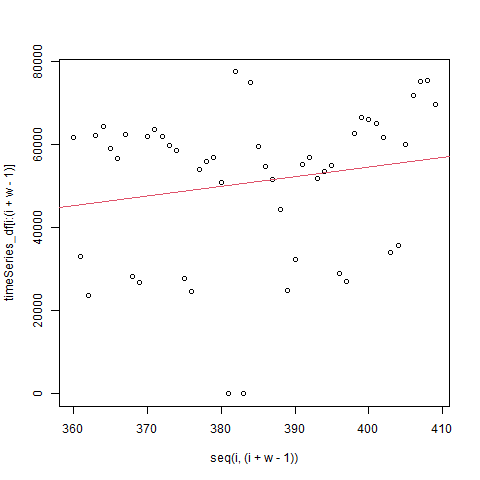 80000
60000
40000
20000
0
timeSeries_df[i:(i + w - 1)]
360 370 380 390 400 410
seq(i, (i + w - 1))